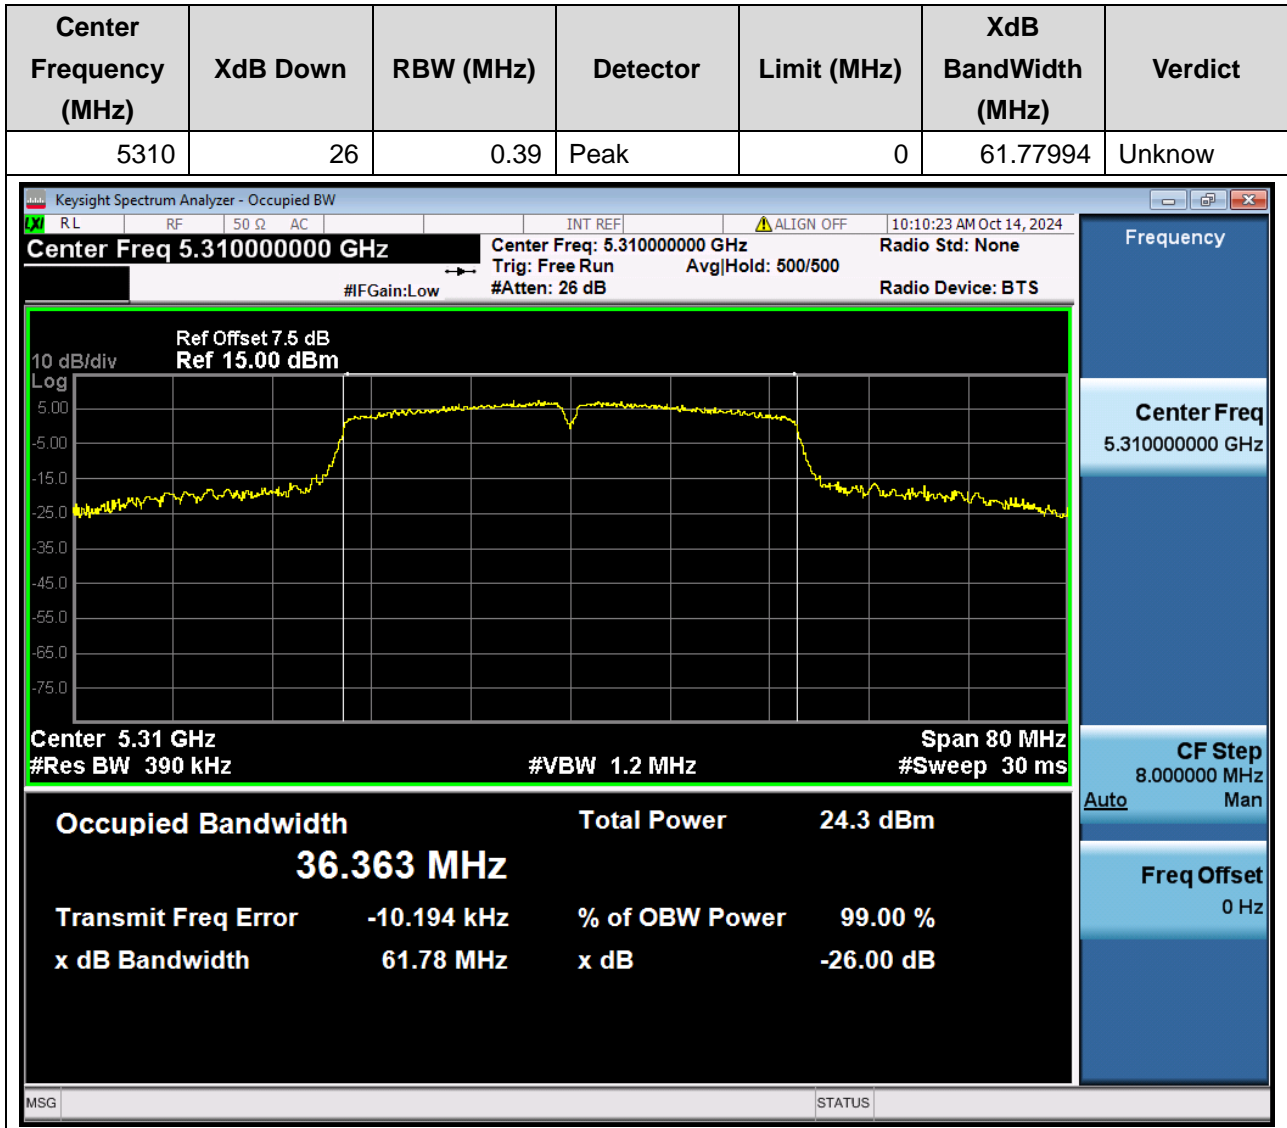 Center Frequency (MHz) XdB Down RBW (MHz) Detector Limit (MHz) XdB BandWidth (MHz) Verdict
5310 26 0.39 Peak 0 61.77994 Unknow
Keysight Spectrum Analyzer - Occupied BW
LXI RL RF 50 Ω AC INT REF ALIGN OFF 10:10:23 AM Oct 14, 2024
Center Freq 5.310000000 GHz
Center Freq: 5.310000000 GHz
Radio Std: None
Trig: Free Run Avg|Hold: 500/500
#IFGain:Low #Atten: 26 dB Radio Device: BTS
Ref Offset 7.5 dB
10 dB/div Ref 15.00 dBm
Log
5.00
-5.00
-15.0
-25.0
-35.0
-45.0
-55.0
-65.0
-75.0
Center 5.31 GHz Span 80 MHz
#Res BW 390 kHz #VBW 1.2 MHz #Sweep 30 ms
Occupied Bandwidth Total Power 24.3 dBm
36.363 MHz
Transmit Freq Error -10.194 kHz % of OBW Power 99.00 %
x dB Bandwidth 61.78 MHz x dB -26.00 dB
Frequency
Center Freq
5.310000000 GHz
CF Step
8.000000 MHz
Auto Man
Freq Offset
0 Hz
MSG STATUS